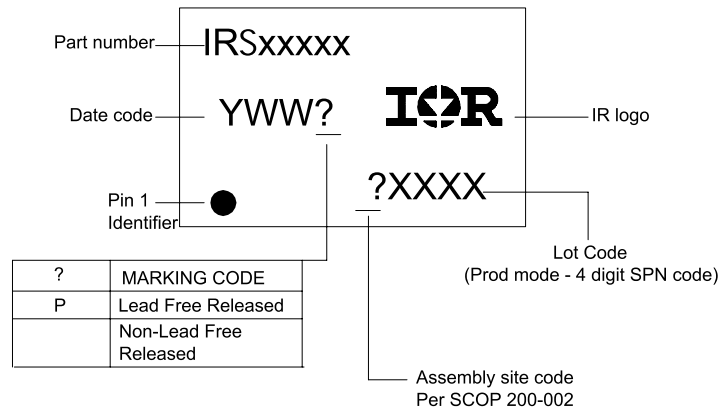 Part number
IRSxxxxx
Date code
YWW?
IOR
IR logo
?XXXX
Pin 1
Identifier
Lot Code
(Prod mode - 4 digit SPN code)
? MARKING CODE
P Lead Free Released
Non-Lead Free
Released
Assembly site code
Per SCOP 200-002